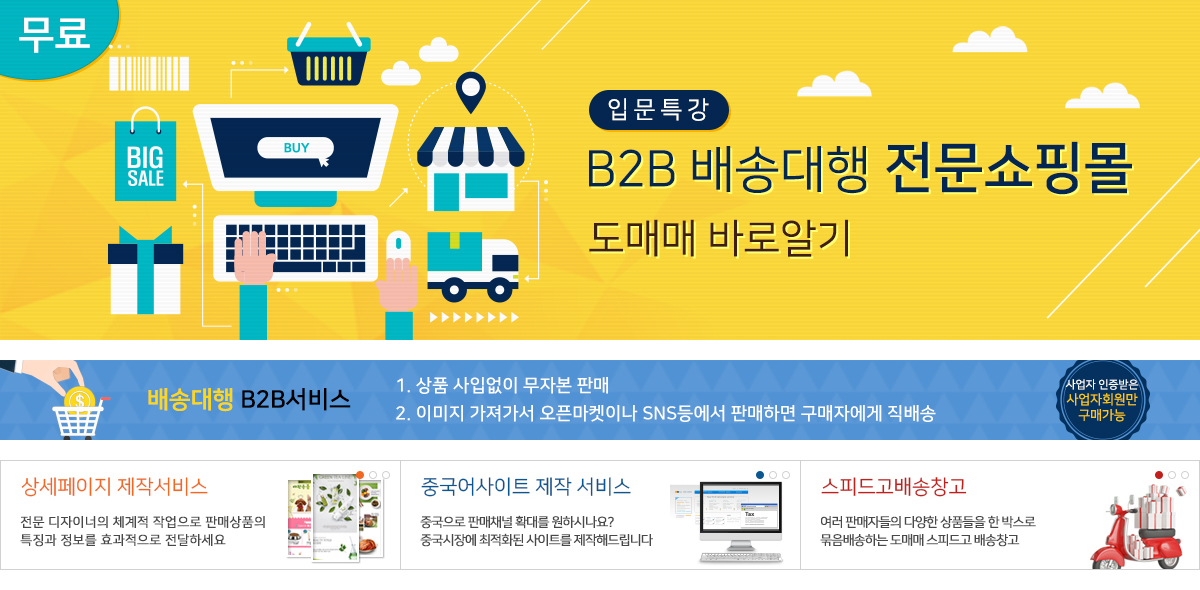 무료
BUY
BIG
SALE
입문특강
B2B 배송대행 전문쇼핑몰
도매매 바로알기
배송대행 B2B서비스
1. 상품 사입없이 무자본 판매
2. 이미지 가져가서 오픈마켓이나 SNS등에서 판매하면 구매자에게 직배송
사업자 인증받은
사업자회원만
구매가능
상세페이지 제작서비스
전문 디자이너의 체계적 작업으로 판매상품의
특징과 정보를 효과적으로 전달하세요
중국어사이트 제작 서비스
중국으로 판매채널 확대를 원하시나요?
중국시장에 최적화된 사이트를 제작해드립니다
Tax
스피드고배송창고
여러 판매자들의 다양한 상품들을 한 박스로
묶음배송하는 도매매 스피드고 배송창고